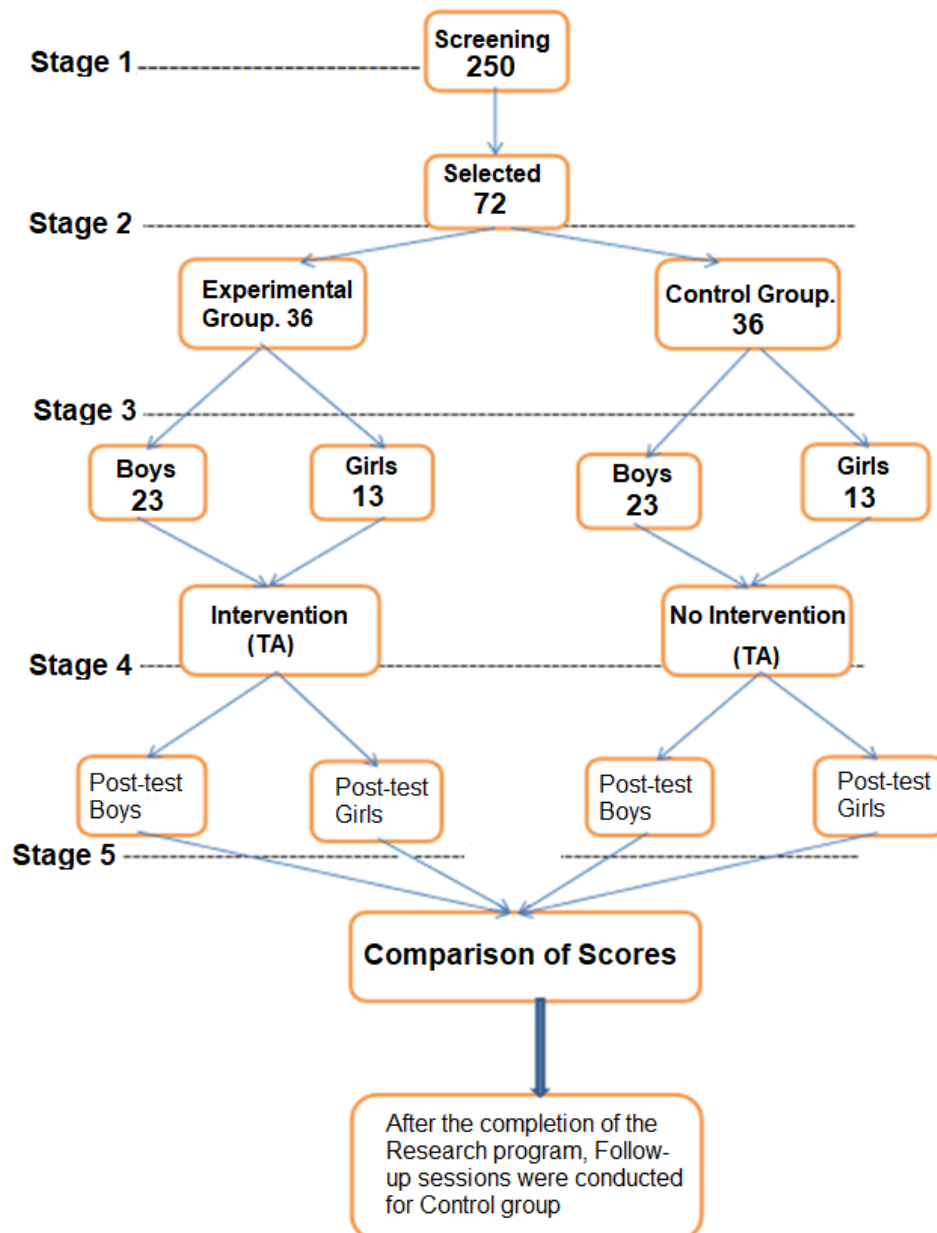 Stage 1
Screening
250
Selected
72
Stage 2
Experimental
Group. 36
Control Group.
36
Stage 3
Boys
23
Girls
13
Boys
23
Girls
13
Intervention
(TA)
No Intervention
(TA)
Stage 4
Post-test
Boys
Post-test
Girls
Post-test
Boys
Post-test
Girls
Stage 5
Comparison of Scores
After the completion of the
Research program, Follow-
up sessions were conducted
for Control group